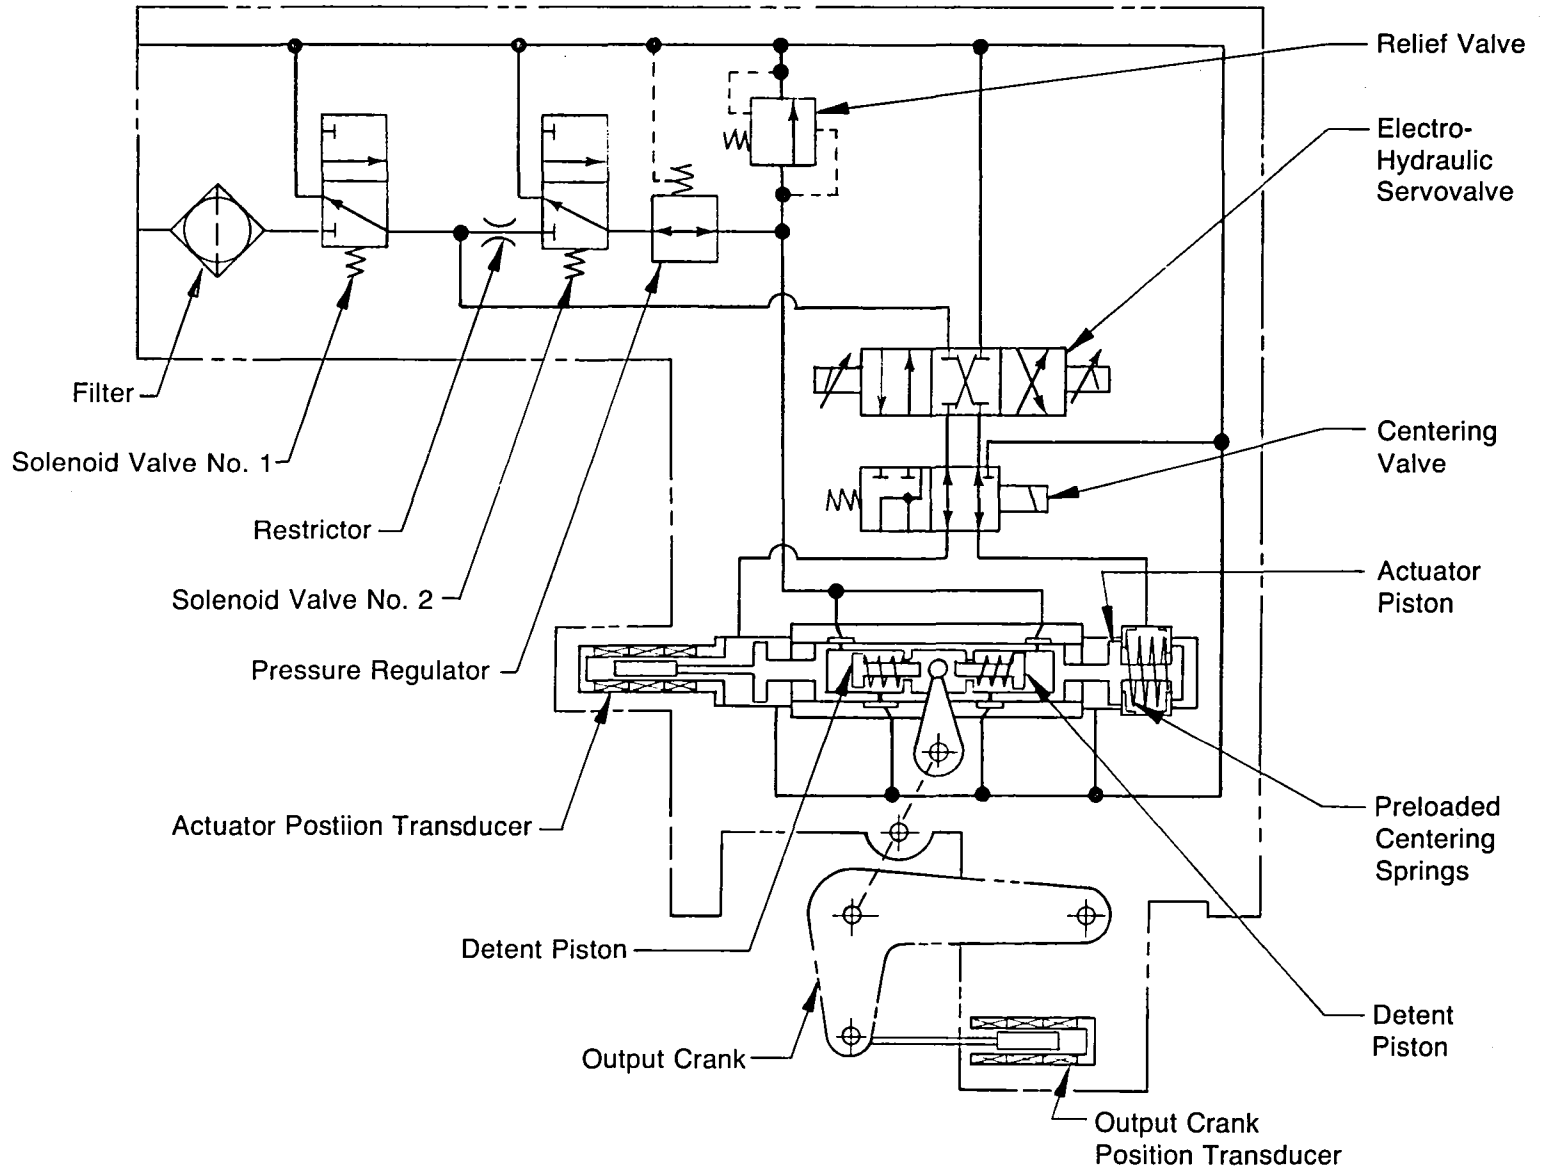 Relief Valve
Electro-
Hydraulic
Servovalve
Filter
Solenoid Valve No. 1
Centering
Valve
Restrictor
Solenoid Valve No. 2
Actuator
Piston
Pressure Regulator
Actuator Postiion Transducer
Preloaded
Centering
Springs
Detent Piston
Detent
Piston
Output Crank
Output Crank
Position Transducer